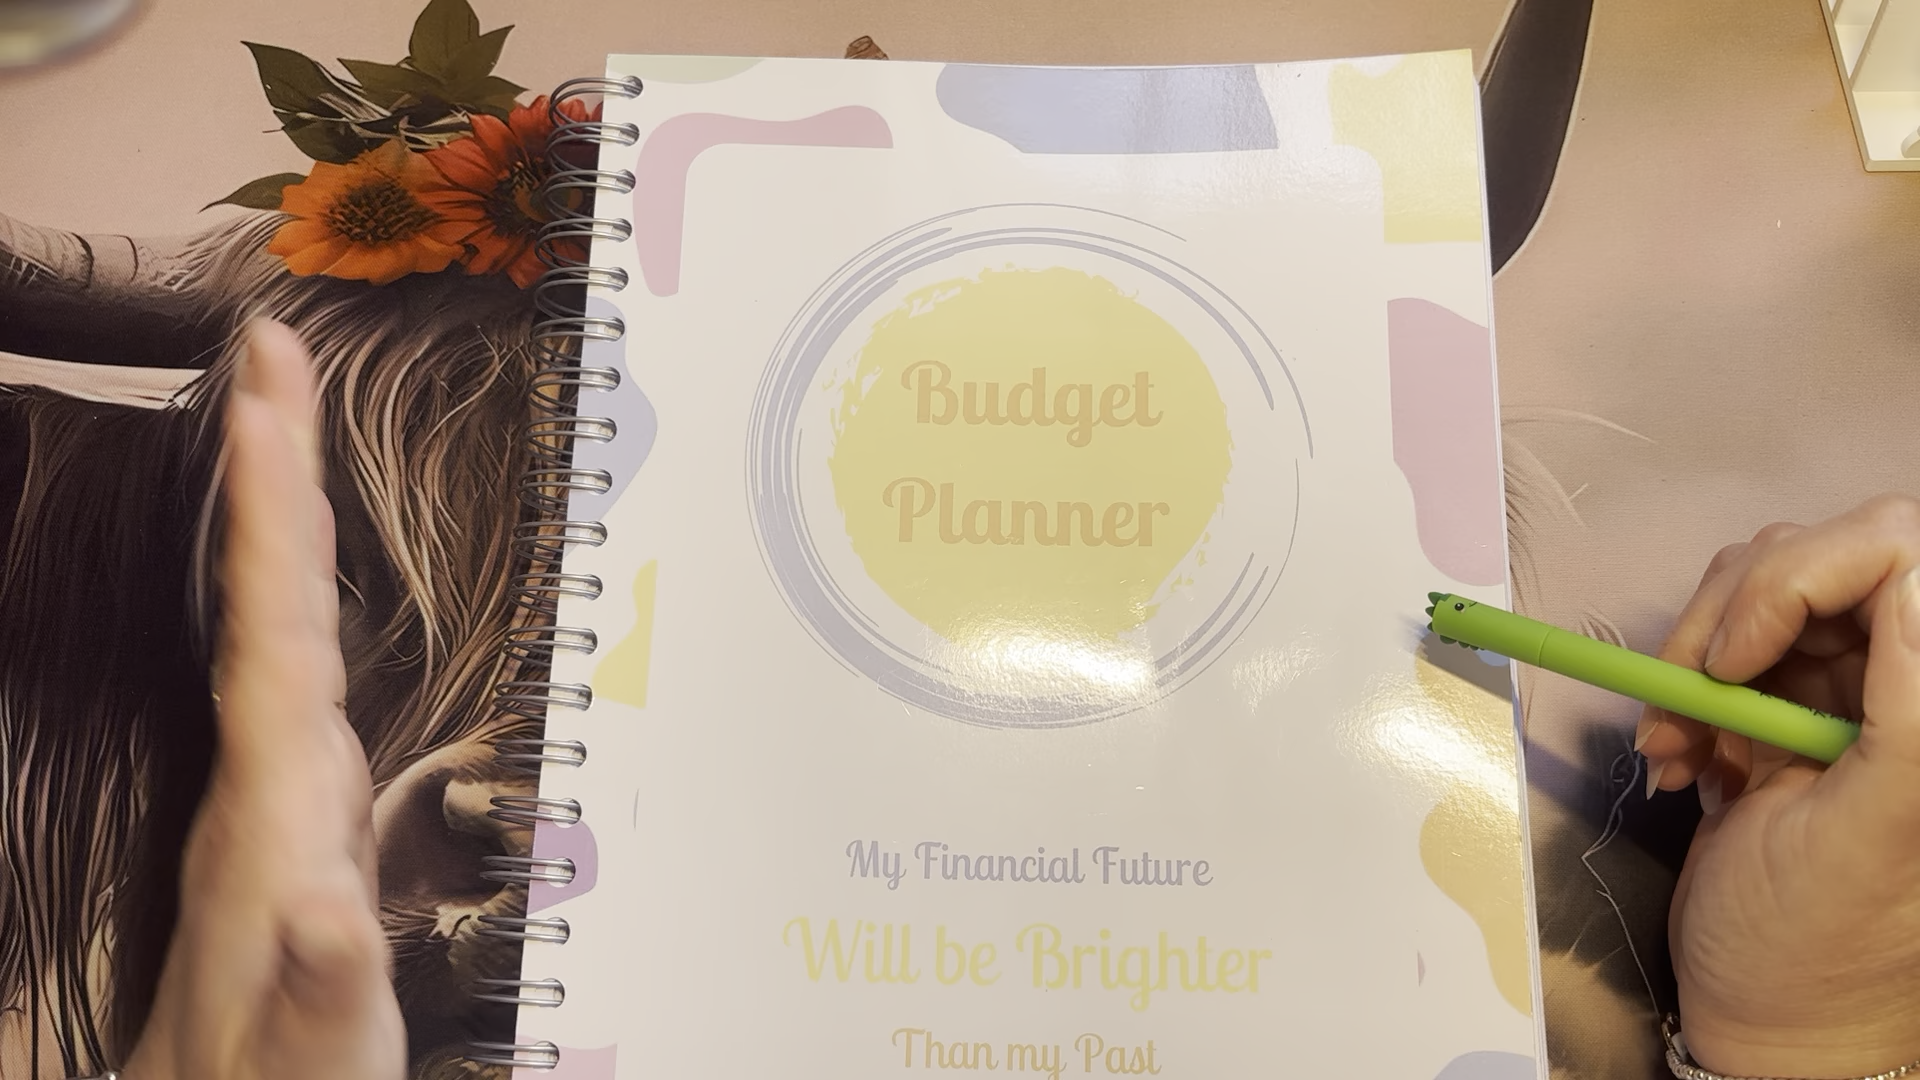 Budget
Planner
My Financial Future
Will be Brighter
Than my Past